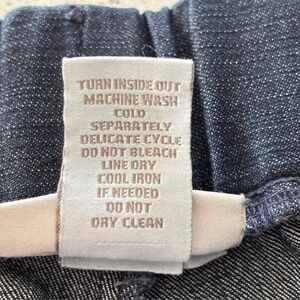 TURN INSIDE OUT
MACHINE WASH
COLD
SEPARATELY
DELICATE CYCLE
DO NOT BLEACH
LINE DRY
COOL IRON
IF NEEDED
DO NOT
DRY CLEAN